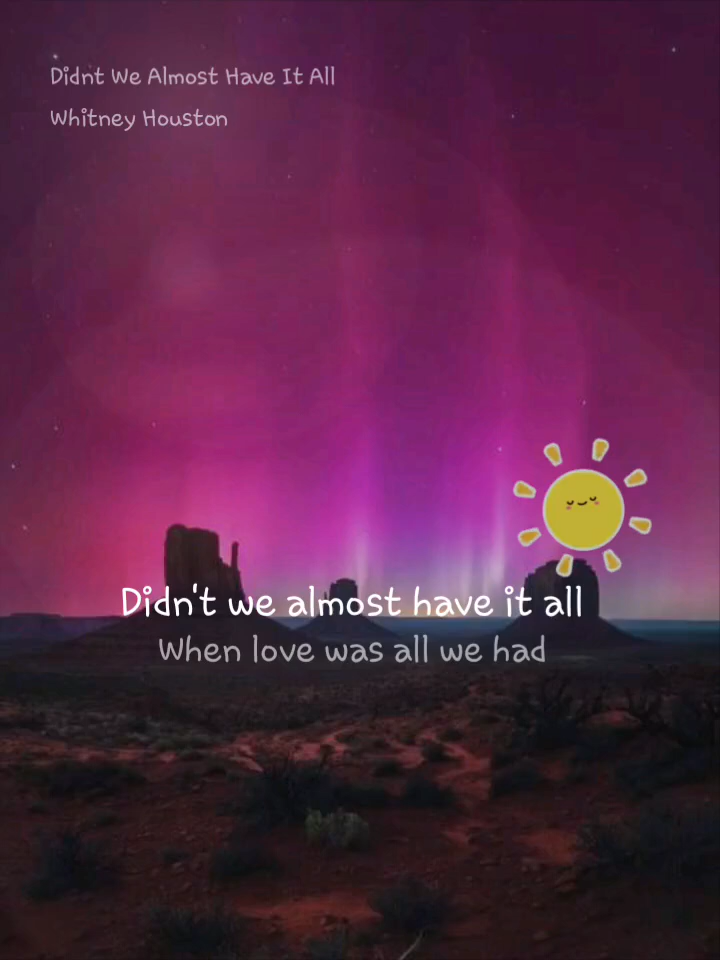 Didnt We Almost Have It All
Whitney Houston
Didn't we almost have it all
When love was all we had